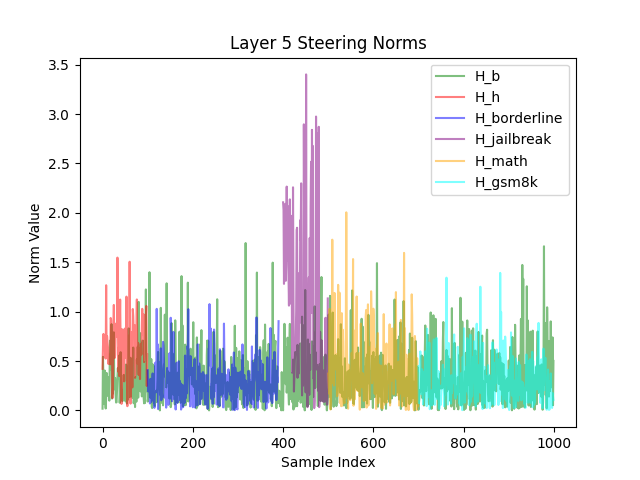 Layer 5 Steering Norms
3.5
3.0
2.5
2.0
1.5
1.0
0.5
0.0
Norm Value
H_b
H_h
H_borderline
H_jailbreak
H_math
H_gsm8k
0 200 400 600 800 1000
Sample Index